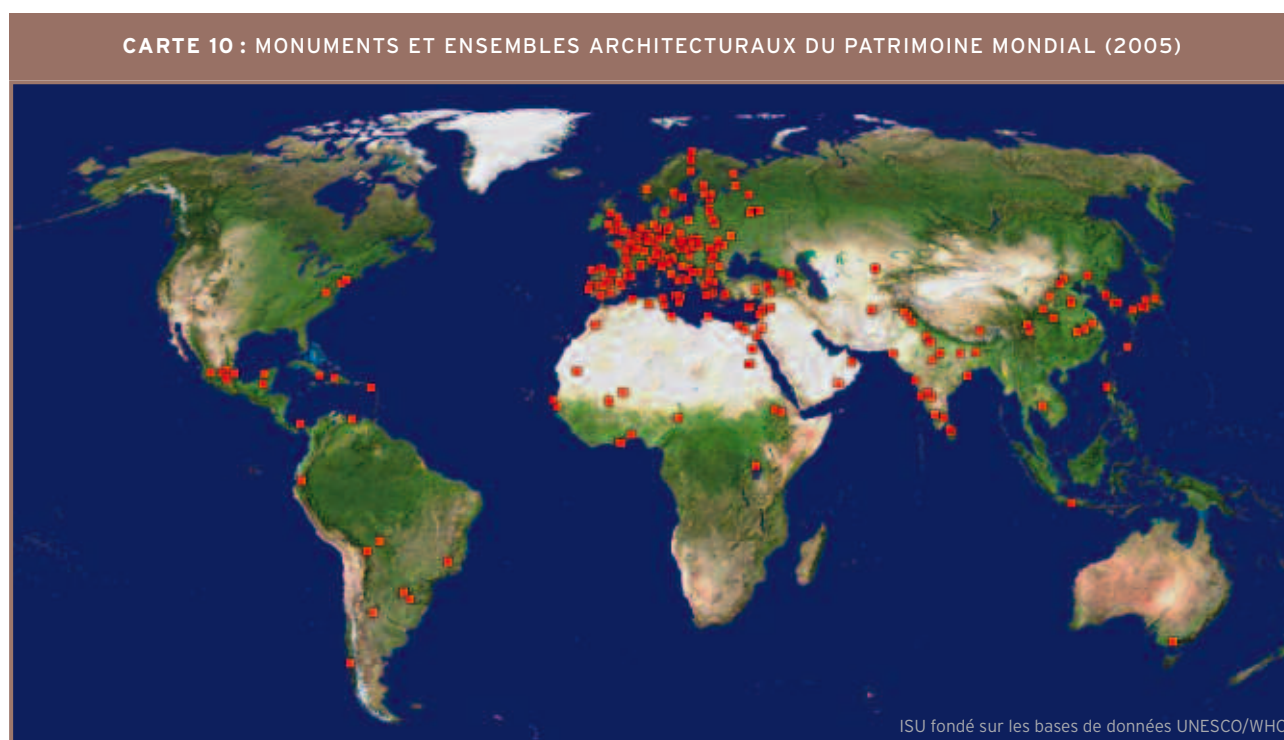 CARTE 10 : MONUMENTS ET ENSEMBLES ARCHITECTURAUX DU PATRIMOINE MONDIAL (2005)
ISU fondé sur les bases de données UNESCO/WHC